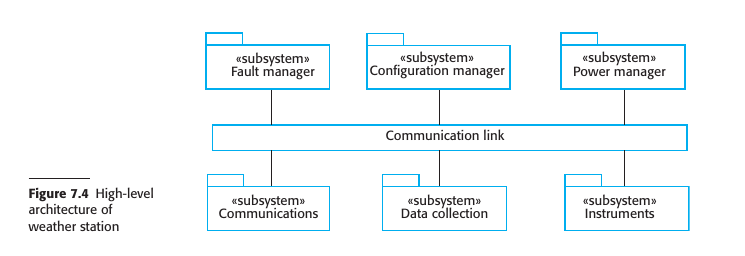 «subsystem»
Fault manager
«subsystem»
Configuration manager
«subsystem»
Power manager
Communication link
«subsystem»
Communications
«subsystem»
Data collection
«subsystem»
Instruments
Figure 7.4 High-level
architecture of
weather station